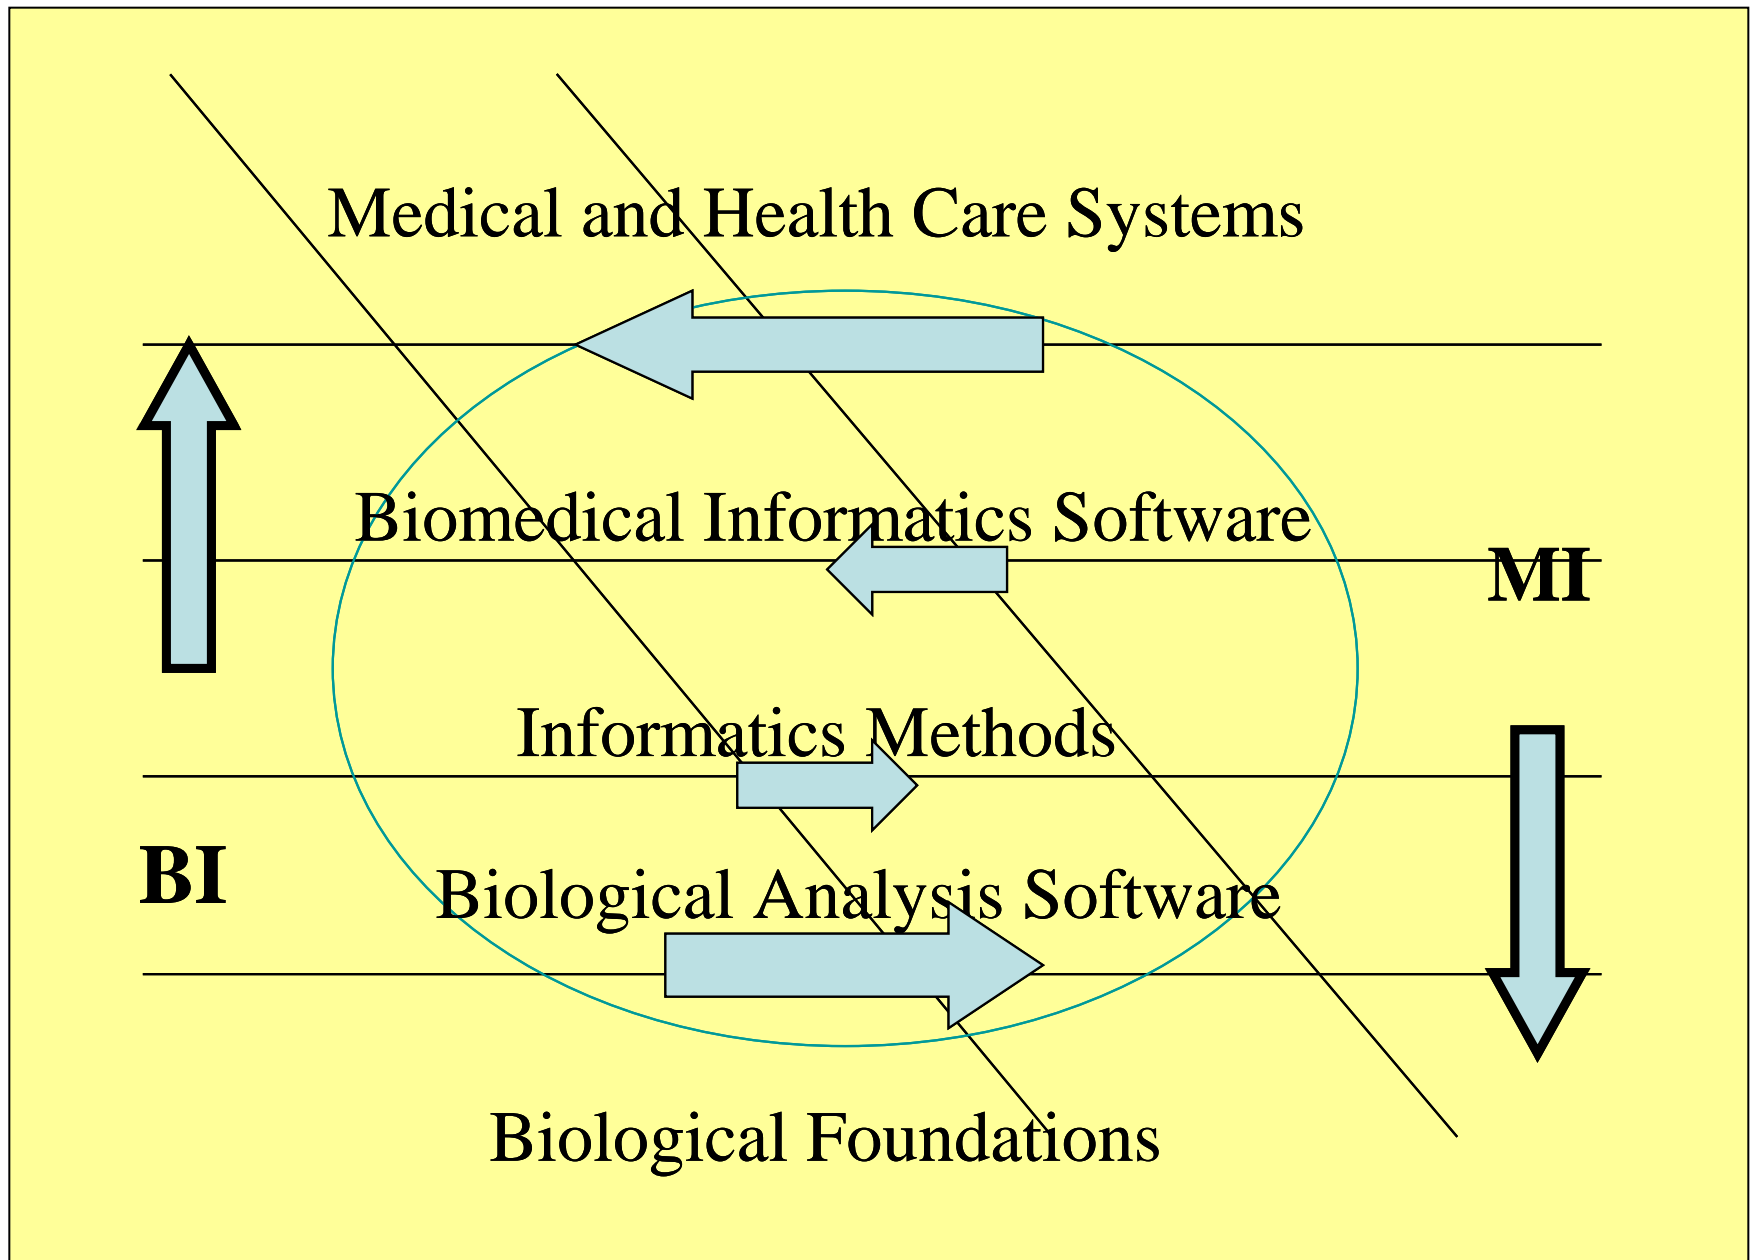 Medical and Health Care Systems
Biomedical Informatics Software
MI
Informatics Methods
BI
Biological Analysis Software
Biological Foundations